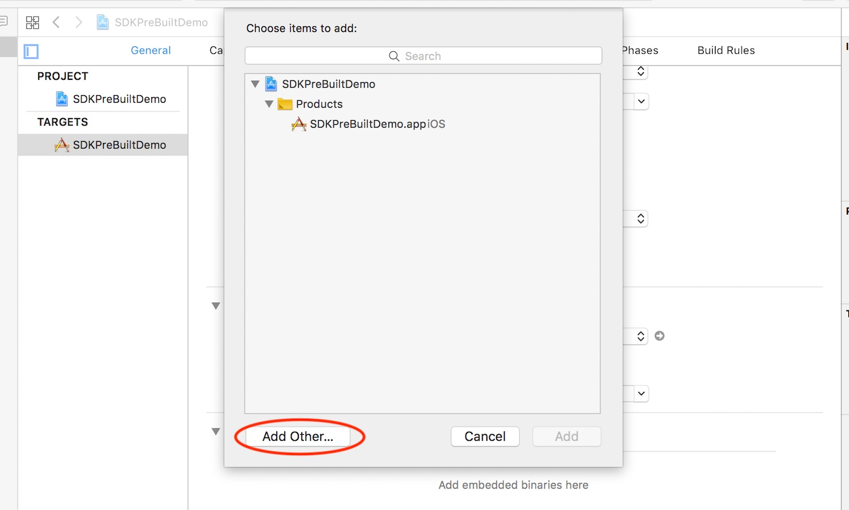 SDKPreBuiltDemo
Choose items to add:
Search
General
Ca
Phases
Build Rules
PROJECT
SDKPreBuiltDemo
TARGETS
SDKPreBuiltDemo
SDKPreBuiltDemo
Products
SDKPreBuiltDemo.app iOS
Add Other...
Cancel
Add
Add embedded binaries here